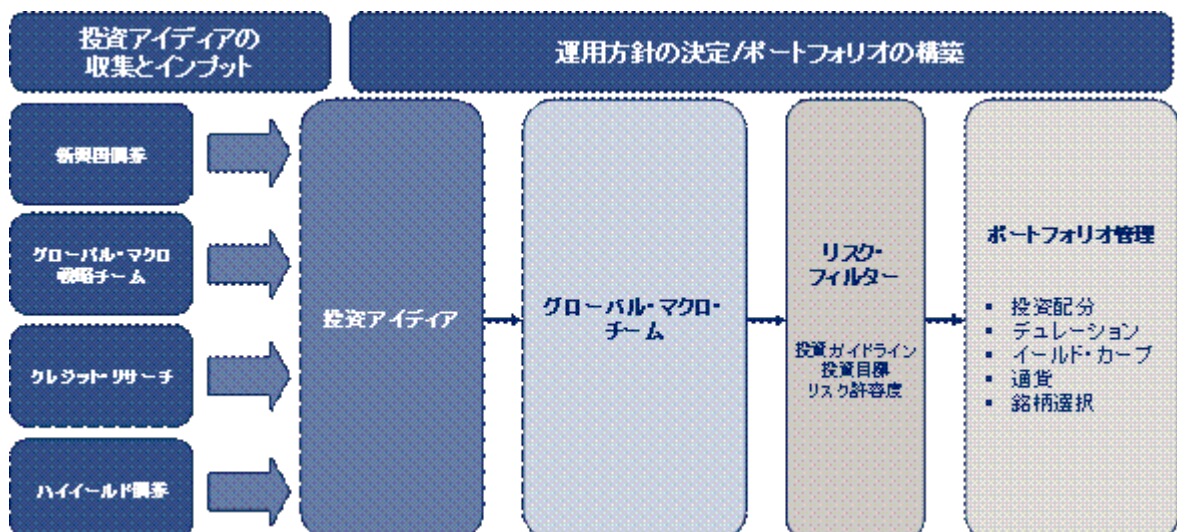 投資アイディアの
収集とインプット
運用方針の決定/ポートフォリオの構築
新興国債券
グローバル・マクロ
戦略チーム
クレジット・リサーチ
ハイイールド債券
投資アイディア
グローバル・マクロ・
チーム
リスク・
フィルター
投資ガイドライン
投資目標
リスク許容度
ポートフォリオ管理
▪ 投資配分
▪ デュレーション
▪ イールド・カーブ
▪ 通貨
▪ 銘柄選択